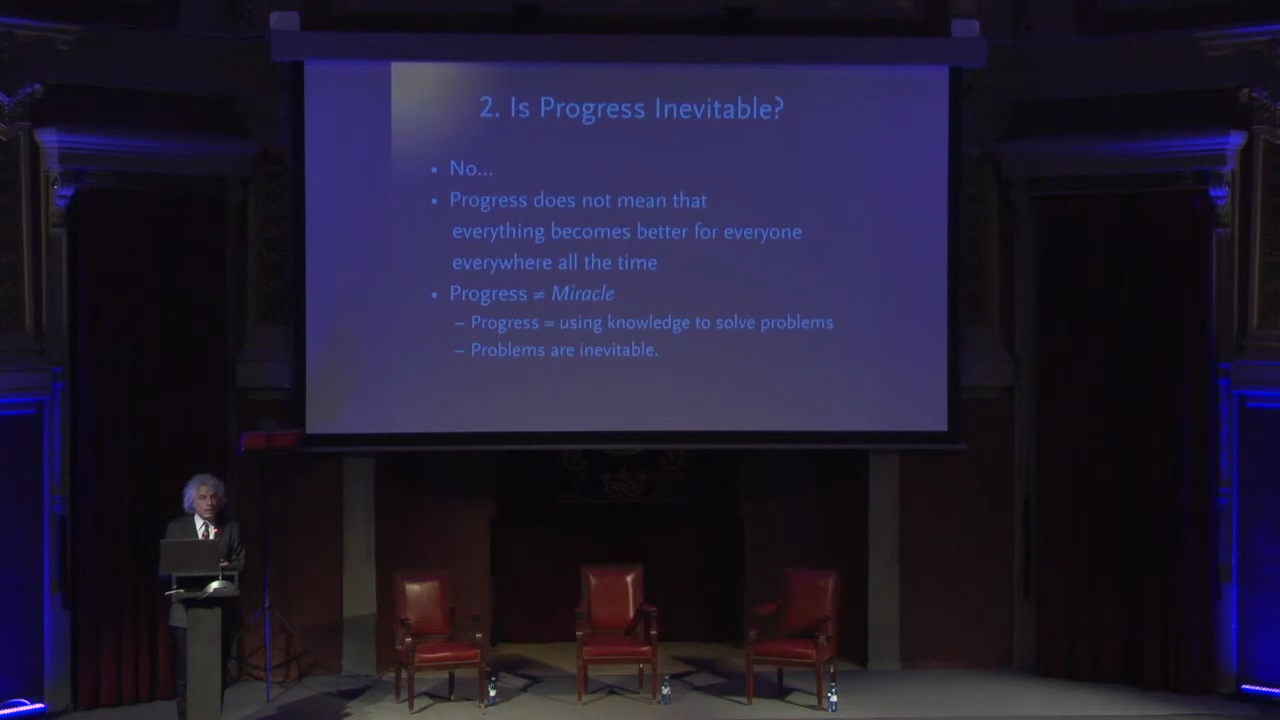 2. Is Progress Inevitable?
• No...
• Progress does not mean that
everything becomes better for everyone
everywhere all the time
• Progress ≠ Miracle
– Progress = using knowledge to solve problems
– Problems are inevitable.